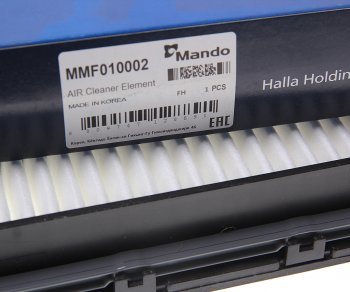 Mando
MMF010002
AIR Cleaner Element
MADE IN KOREA
FH 1 PCS
EAC
Halla Holdin